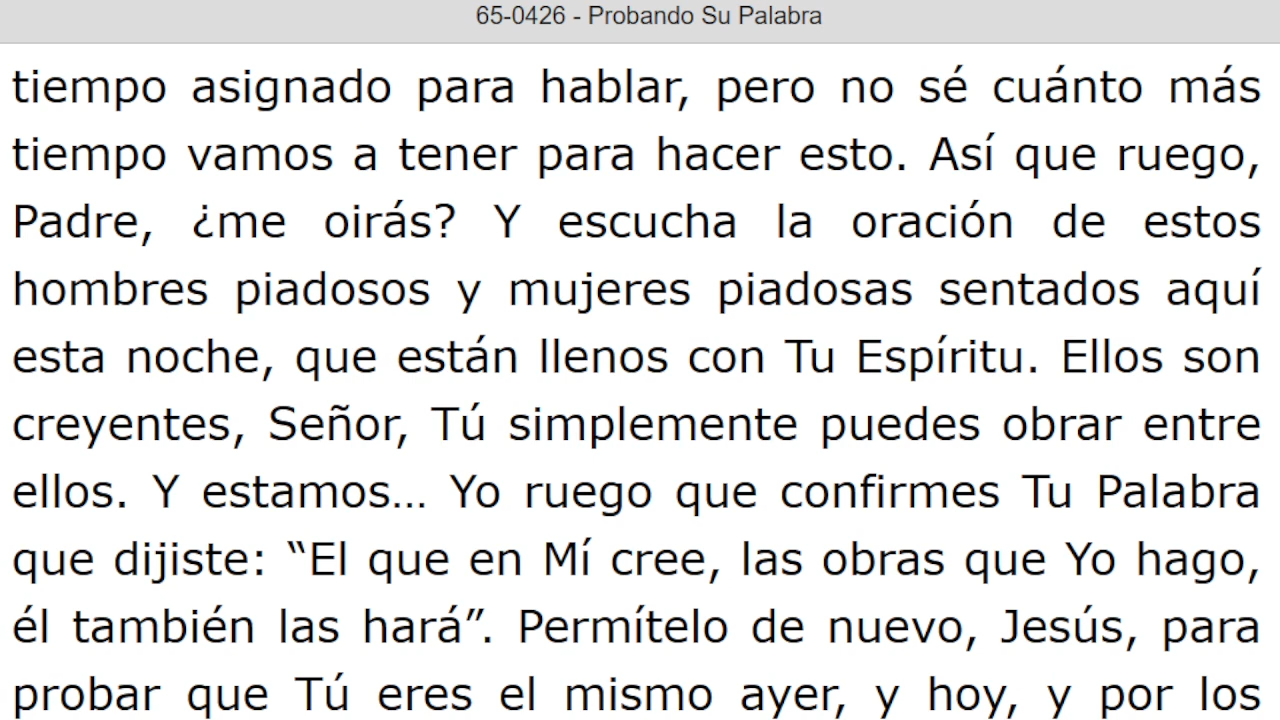 65-0426 - Probando Su Palabra
tiempo asignado para hablar, pero no sé cuánto más
tiempo vamos a tener para hacer esto. Así que ruego,
Padre, ¿me oirás? Y escucha la oración de estos
hombres piadosos y mujeres piadosas sentados aquí
esta noche, que están llenos con Tu Espíritu. Ellos son
creyentes, Señor, Tú simplemente puedes obrar entre
ellos. Y estamos... Yo ruego que confirmes Tu Palabra
que dijiste: “El que en Mí cree, las obras que Yo hago,
él también las hará”. Permítelo de nuevo, Jesús, para
probar que Tú eres el mismo ayer, y hoy, y por los